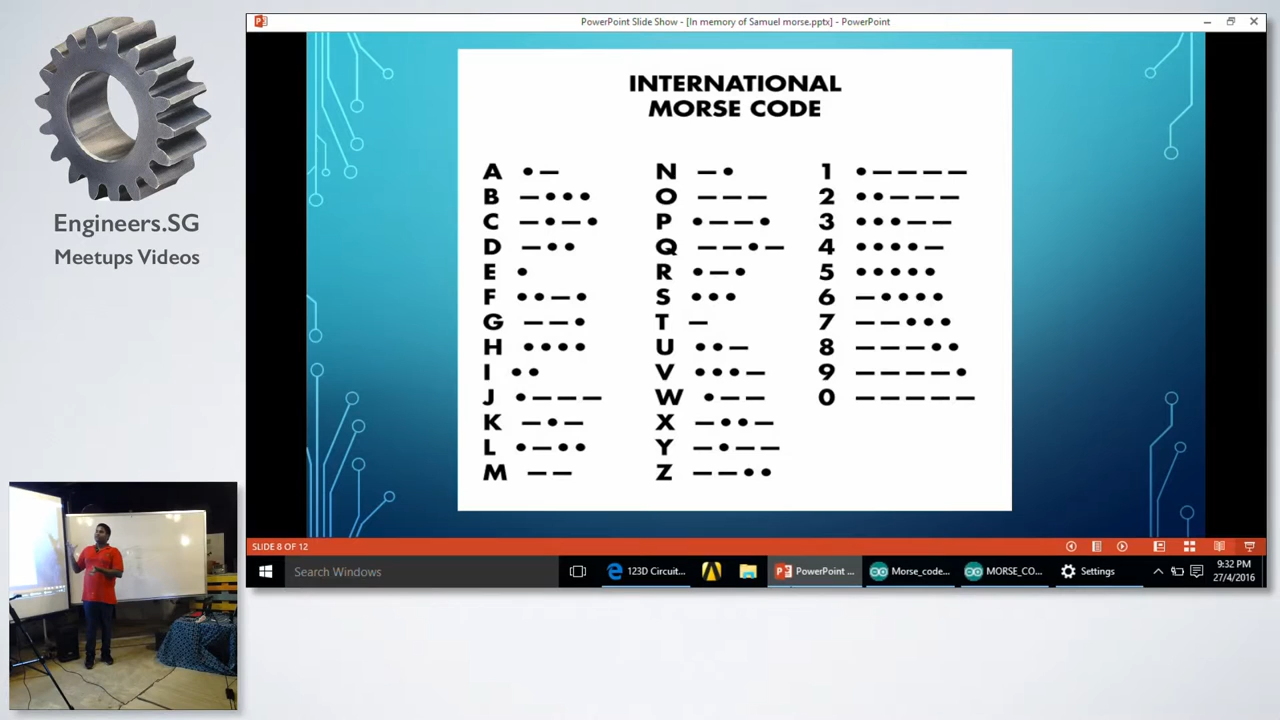 PowerPoint Slide Show - [In memory of Samuel morse.pptx] - PowerPoint
Engineers.SG
Meetups Videos
INTERNATIONAL
MORSE CODE
A •–
B –•••
C –•–•
D –••
E •
F ••–•
G ––•
H ••••
I ••
J •–––
K –•–
L •–••
M ––
N –•
O –––
P •––•
Q ––•–
R •–•
S •••
T –
U ••–
V •••–
W •––
X –••–
Y –•––
Z ––••
1 •––––
2 ••–––
3 •••––
4 ••••–
5 •••••
6 –••••
7 ––•••
8 –––••
9 ––––•
0 –––––
SLIDE 8 OF 12
Search Windows
123D Circuit...
PowerPoint ...
Morse_code...
MORSE_CO...
Settings
9:32 PM
27/4/2016